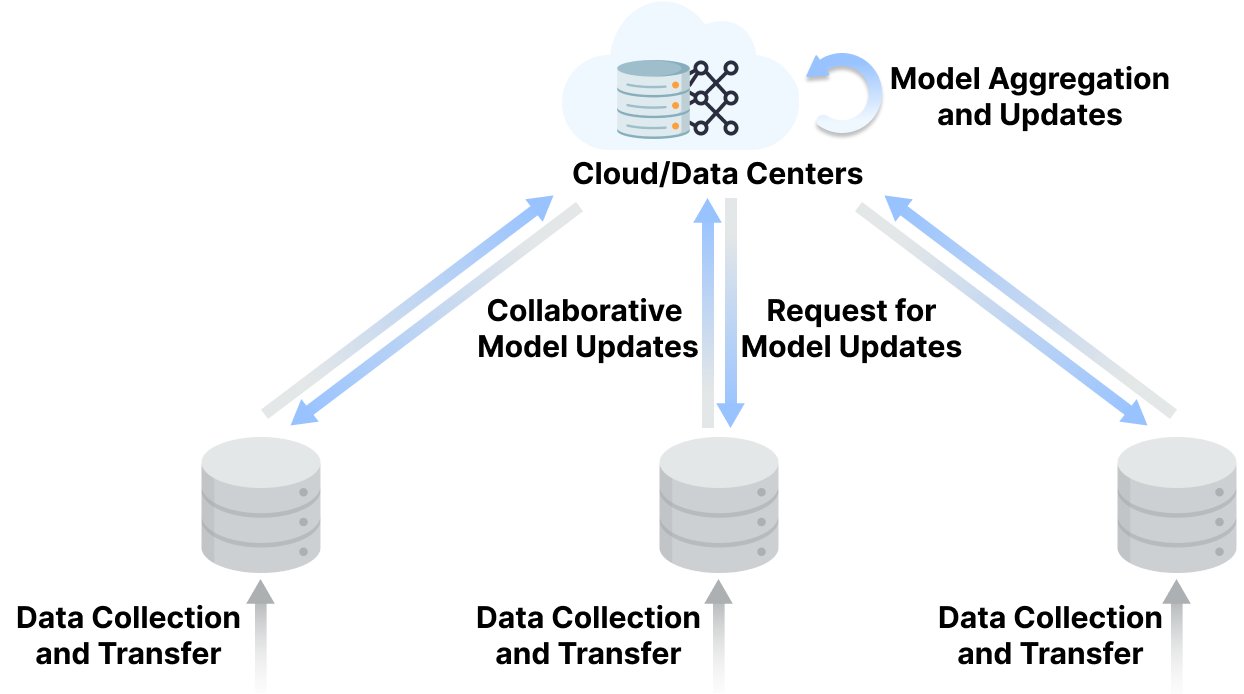 Model Aggregation
and Updates
Cloud/Data Centers
Collaborative
Model Updates
Request for
Model Updates
Data Collection
and Transfer
Data Collection
and Transfer
Data Collection
and Transfer